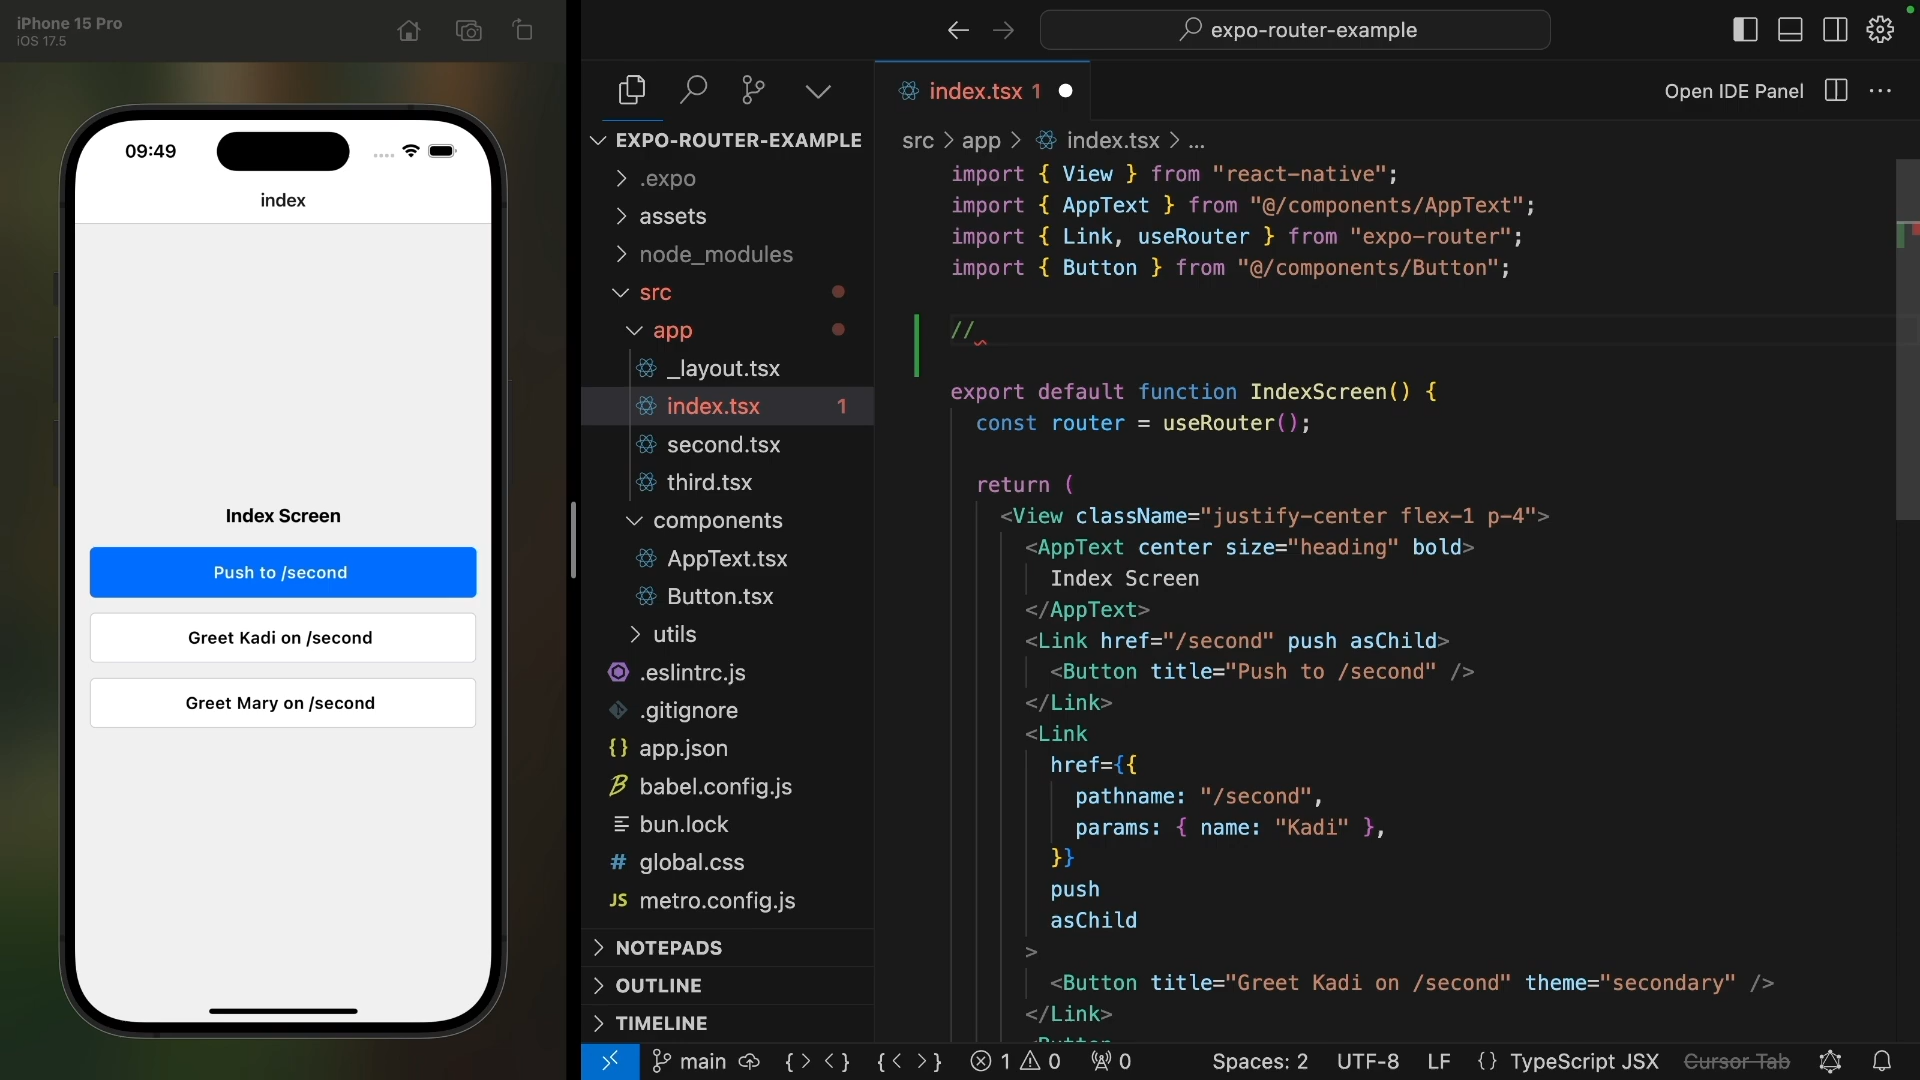 iPhone 15 Pro
iOS 17.5
09:49
index
Index Screen
Push to /second
Greet Kadi on /second
Greet Mary on /second
expo-router-example
EXPO-ROUTER-EXAMPLE
.expo
assets
node_modules
src
app
_layout.tsx
index.tsx 1
second.tsx
third.tsx
components
AppText.tsx
Button.tsx
utils
.eslintrc.js
.gitignore
{} app.json
babel.config.js
bun.lock
# global.css
JS metro.config.js
NOTEPADS
OUTLINE
TIMELINE
index.tsx 1
Open IDE Panel
src > app > index.tsx > ...
import { View } from "react-native";
import { AppText } from "@/components/AppText";
import { Link, useRouter } from "expo-router";
import { Button } from "@/components/Button";
//
export default function IndexScreen() {
const router = useRouter();
return (
<View className="justify-center flex-1 p-4">
<AppText center size="heading" bold>
Index Screen
</AppText>
<Link href="/second" push asChild>
<Button title="Push to /second" />
</Link>
<Link
href={{
pathname: "/second",
params: { name: "Kadi" },
}}
push
asChild
>
<Button title="Greet Kadi on /second" theme="secondary" />
</Link>
<Button
main
{> <}
{< >}
1
0
0
Spaces: 2
UTF-8
LF
{} TypeScript JSX
Cursor Tab